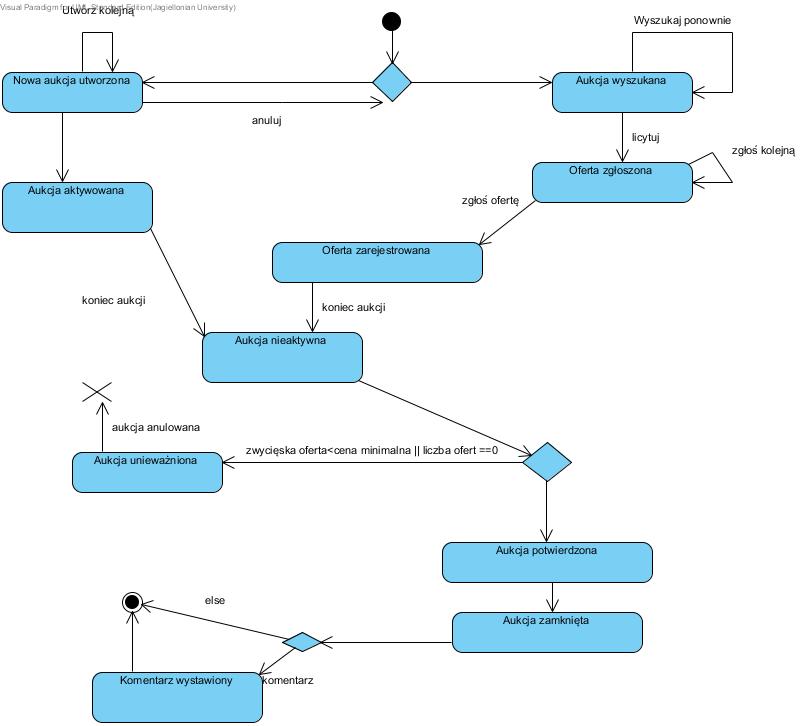 Visual Paradigm for UML Standard Edition(Jagiellonian University)
Utwórz kolejną
Wyszukaj ponownie
Nowa aukcja utworzona
Aukcja wyszukana
anuluj
licytuj
zgłoś kolejną
Oferta zgłoszona
Aukcja aktywowana
zgłoś ofertę
Oferta zarejestrowana
koniec aukcji
koniec aukcji
Aukcja nieaktywna
aukcja anulowana
zwycięska oferta<cena minimalna || liczba ofert ==0
Aukcja unieważniona
Aukcja potwierdzona
else
Aukcja zamknięta
Komentarz wystawiony
komentarz